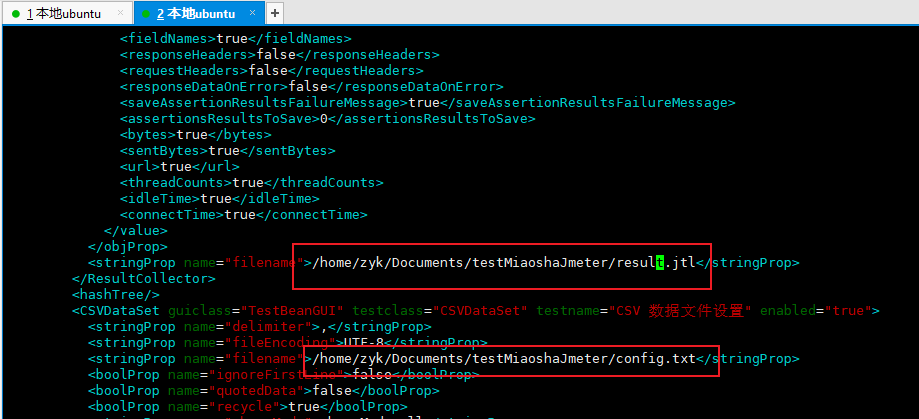 1 本地ubuntu × 2 本地ubuntu × +
<fieldNames>true</fieldNames>
<responseHeaders>false</responseHeaders>
<requestHeaders>false</requestHeaders>
<responseDataOnError>false</responseDataOnError>
<saveAssertionResultsFailureMessage>true</saveAssertionResultsFailureMessage>
<assertionsResultsToSave>0</assertionsResultsToSave>
<bytes>true</bytes>
<sentBytes>true</sentBytes>
<url>true</url>
<threadCounts>true</threadCounts>
<idleTime>true</idleTime>
<connectTime>true</connectTime>
</value>
</objProp>
<stringProp name="filename">/home/zyk/Documents/testMiaoshaJmeter/result.jtl</stringProp>
</ResultCollector>
<hashTree/>
<CSVDataSet guiclass="TestBeanGUI" testclass="CSVDataSet" testname="CSV 数据文件设置" enabled="true">
<stringProp name="delimiter">,</stringProp>
<stringProp name="fileEncoding">UTF-8</stringProp>
<stringProp name="filename">/home/zyk/Documents/testMiaoshaJmeter/config.txt</stringProp>
<boolProp name="ignoreFirstLine">false</boolProp>
<boolProp name="quotedData">false</boolProp>
<boolProp name="recycle">true</boolProp>